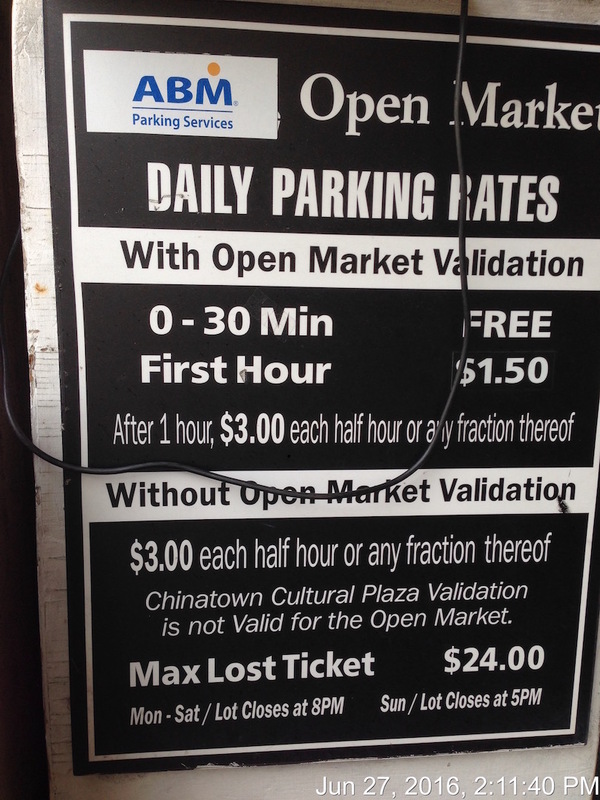 ABM
Parking Services
Open Marke
DAILY PARKING RATES
With Open Market Validation
0 - 30 Min FREE
First Hour $1.50
After 1 hour, $3.00 each half hour or any fraction thereof
Without Open Market Validation
$3.00 each half hour or any fraction thereof
Chinatown Cultural Plaza Validation
is not Valid for the Open Market.
Max Lost Ticket $24.00
Mon - Sat / Lot Closes at 8PM Sun / Lot Closes at 5PM
Jun 27, 2016, 2:11:40 PM